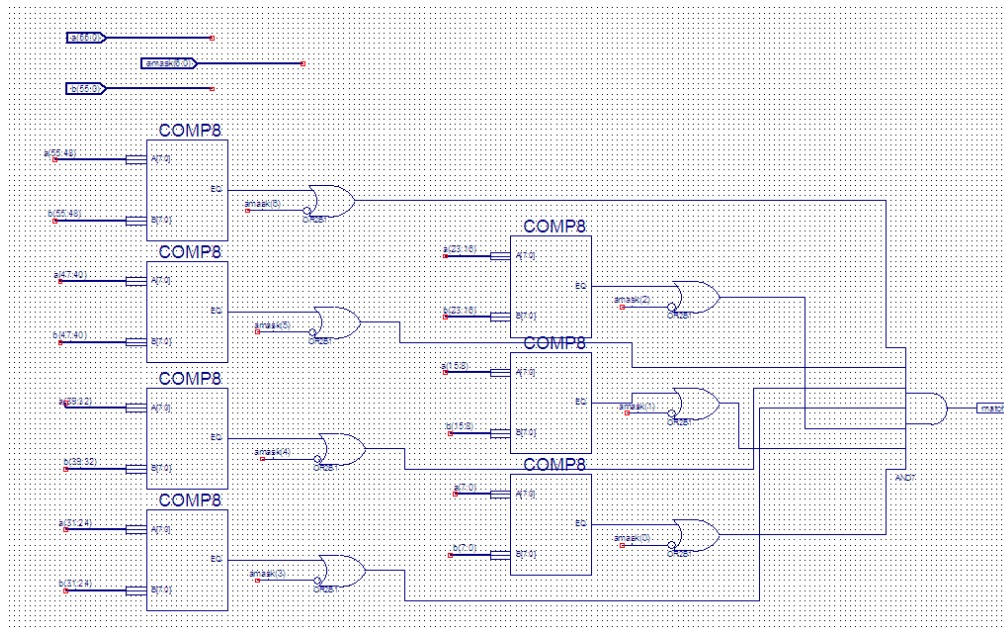 a(55:0)
amask(6:0)
b(55:0)
COMP8
a(55:48)
A[7:0]
EQ
amask(6)
b(55:48)
B[7:0]
OR2B1
COMP8
a(47:40)
A[7:0]
EQ
amask(5)
b(47:40)
B[7:0]
OR2B1
COMP8
a(39:32)
A[7:0]
EQ
amask(4)
b(39:32)
B[7:0]
OR2B1
COMP8
a(31:24)
A[7:0]
EQ
amask(3)
b(31:24)
B[7:0]
OR2B1
COMP8
a(23:16)
A[7:0]
EQ
amask(2)
b(23:16)
B[7:0]
OR2B1
COMP8
a(15:8)
A[7:0]
EQ
amask(1)
b(15:8)
B[7:0]
OR2B1
COMP8
a(7:0)
A[7:0]
EQ
amask(0)
b(7:0)
B[7:0]
OR2B1
match
AND7